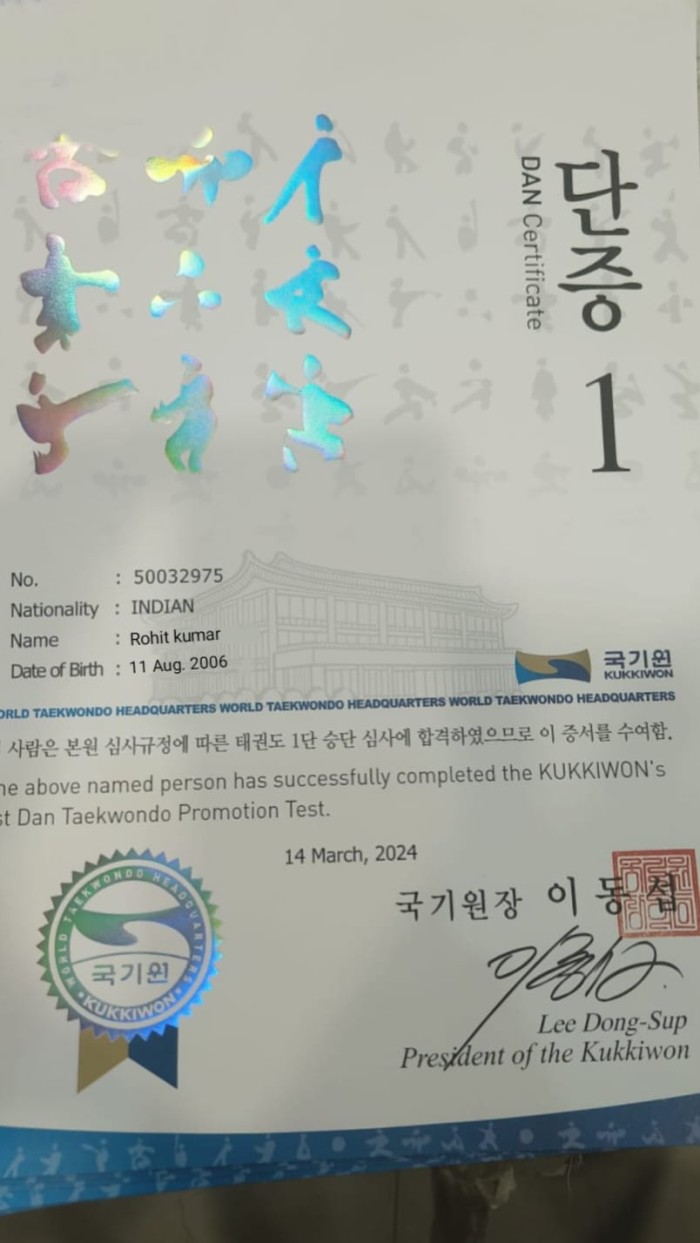 단증
DAN Certificate
1
No. : 50032975
Nationality : INDIAN
Name : Rohit kumar
Date of Birth : 11 Aug. 2006
국기원
KUKKIWON
ORLD TAEKWONDO HEADQUARTERS WORLD TAEKWONDO HEADQUARTERS WORLD TAEKWONDO HEADQUARTERS
사람은 본원 심사규정에 따른 태권도 1단 승단 심사에 합격하였으므로 이 증서를 수여함.
he above named person has successfully completed the KUKKIWON's
st Dan Taekwondo Promotion Test.
14 March, 2024
국기원장 이동섭
WORLD TAEKWONDO HEADQUARTERS
국기원
KUKKIWON
Lee Dong-Sup
President of the Kukkiwon